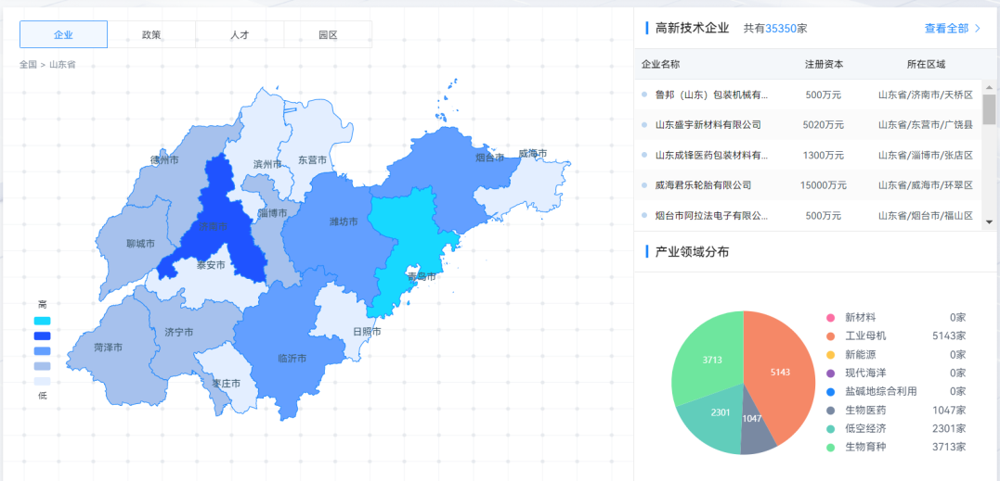 企业 政策 人才 园区
全国 > 山东省
德州市
滨州市
东营市
烟台市
威海市
济南市
淄博市
潍坊市
聊城市
泰安市
青岛市
济宁市
日照市
菏泽市
临沂市
枣庄市
高
低
高新技术企业 共有35350家 查看全部 >
企业名称 注册资本 所在区域
鲁邦（山东）包装机械有... 500万元 山东省/济南市/天桥区
山东盛宇新材料有限公司 5020万元 山东省/东营市/广饶县
山东成锋医药包装材料有... 1300万元 山东省/淄博市/张店区
威海君乐轮胎有限公司 15000万元 山东省/威海市/环翠区
烟台市阿拉法电子有限公... 500万元 山东省/烟台市/福山区
产业领域分布
3713
5143
2301
1047
新材料 0家
工业母机 5143家
新能源 0家
现代海洋 0家
盐碱地综合利用 0家
生物医药 1047家
低空经济 2301家
生物育种 3713家